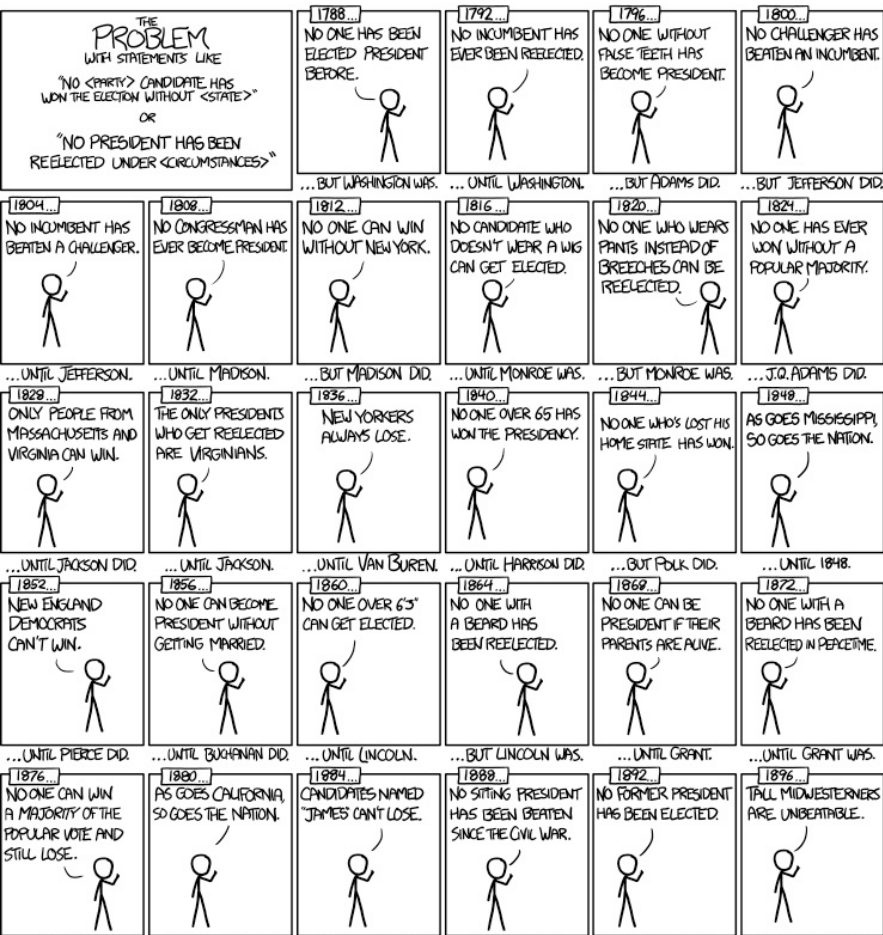 THE
PROBLEM
WITH STATEMENTS LIKE
"NO <PARTY> CANDIDATE HAS
WON THE ELECTION WITHOUT <STATE>"
OR
"NO PRESIDENT HAS BEEN
REELECTED UNDER <CIRCUMSTANCES>"
1788...
NO ONE HAS BEEN
ELECTED PRESIDENT
BEFORE.
...BUT WASHINGTON WAS.
1792...
NO INCUMBENT HAS
EVER BEEN REELECTED.
...UNTIL WASHINGTON.
1796...
NO ONE WITHOUT
FALSE TEETH HAS
BECOME PRESIDENT.
...BUT ADAMS DID.
1800...
NO CHALLENGER HAS
BEATEN AN INCUMBENT.
...BUT JEFFERSON DID.
1804...
NO INCUMBENT HAS
BEATEN A CHALLENGER.
...UNTIL JEFFERSON.
1808...
NO CONGRESSMAN HAS
EVER BECOME PRESIDENT.
...UNTIL MADISON.
1812...
NO ONE CAN WIN
WITHOUT NEW YORK.
...BUT MADISON DID.
1816...
NO CANDIDATE WHO
DOESN'T WEAR A WIG
CAN GET ELECTED.
...UNTIL MONROE WAS.
1820...
NO ONE WHO WEARS
PANTS INSTEAD OF
BREECHES CAN BE
REELECTED.
...BUT MONROE WAS.
1824...
NO ONE HAS EVER
WON WITHOUT A
POPULAR MAJORITY.
...J.Q. ADAMS DID.
1828...
ONLY PEOPLE FROM
MASSACHUSETTS AND
VIRGINIA CAN WIN.
...UNTIL JACKSON DID.
1832...
THE ONLY PRESIDENTS
WHO GET REELECTED
ARE VIRGINIANS.
...UNTIL JACKSON.
1836...
NEW YORKERS
ALWAYS LOSE.
...UNTIL VAN BUREN.
1840...
NO ONE OVER 65 HAS
WON THE PRESIDENCY.
...UNTIL HARRISON DID.
1844...
NO ONE WHO'S LOST HIS
HOME STATE HAS WON.
...BUT POLK DID.
1848...
AS GOES MISSISSIPPI,
SO GOES THE NATION.
...UNTIL 1848.
1852...
NEW ENGLAND
DEMOCRATS
CAN'T WIN.
...UNTIL PIERCE DID.
1856...
NO ONE CAN BECOME
PRESIDENT WITHOUT
GETTING MARRIED.
...UNTIL BUCHANAN DID.
1860...
NO ONE OVER 6'3"
CAN GET ELECTED.
...UNTIL LINCOLN.
1864...
NO ONE WITH
A BEARD HAS
BEEN REELECTED.
...BUT LINCOLN WAS.
1868...
NO ONE CAN BE
PRESIDENT IF THEIR
PARENTS ARE ALIVE.
...UNTIL GRANT.
1872...
NO ONE WITH A
BEARD HAS BEEN
REELECTED IN PEACETIME.
...UNTIL GRANT WAS.
1876...
NO ONE CAN WIN
A MAJORITY OF THE
POPULAR VOTE AND
STILL LOSE.
1880...
AS GOES CALIFORNIA,
SO GOES THE NATION.
1884...
CANDIDATES NAMED
"JAMES" CAN'T LOSE.
1888...
NO SITTING PRESIDENT
HAS BEEN BEATEN
SINCE THE CIVIL WAR.
1892...
NO FORMER PRESIDENT
HAS BEEN ELECTED.
1896...
TALL MIDWESTERNERS
ARE UNBEATABLE.